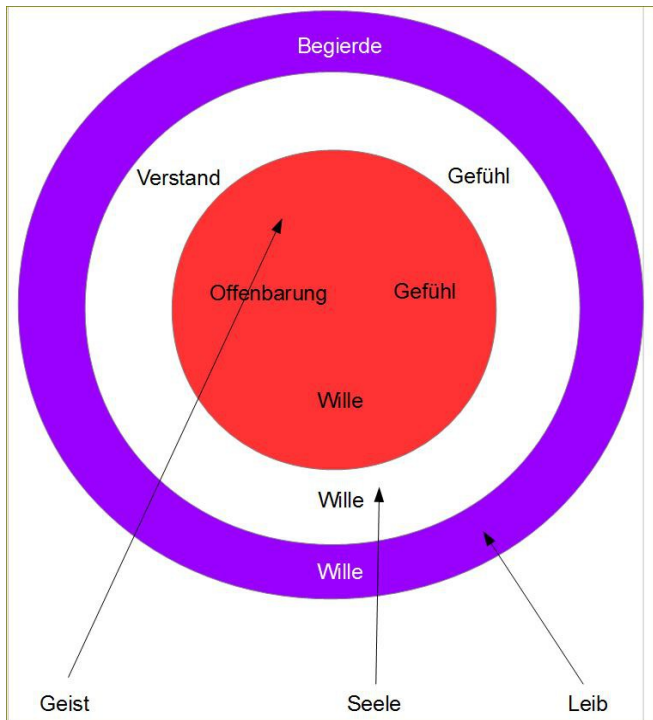 Begierde
Verstand Gefühl
Offenbarung Gefühl
Wille
Wille
Wille
Geist Seele Leib